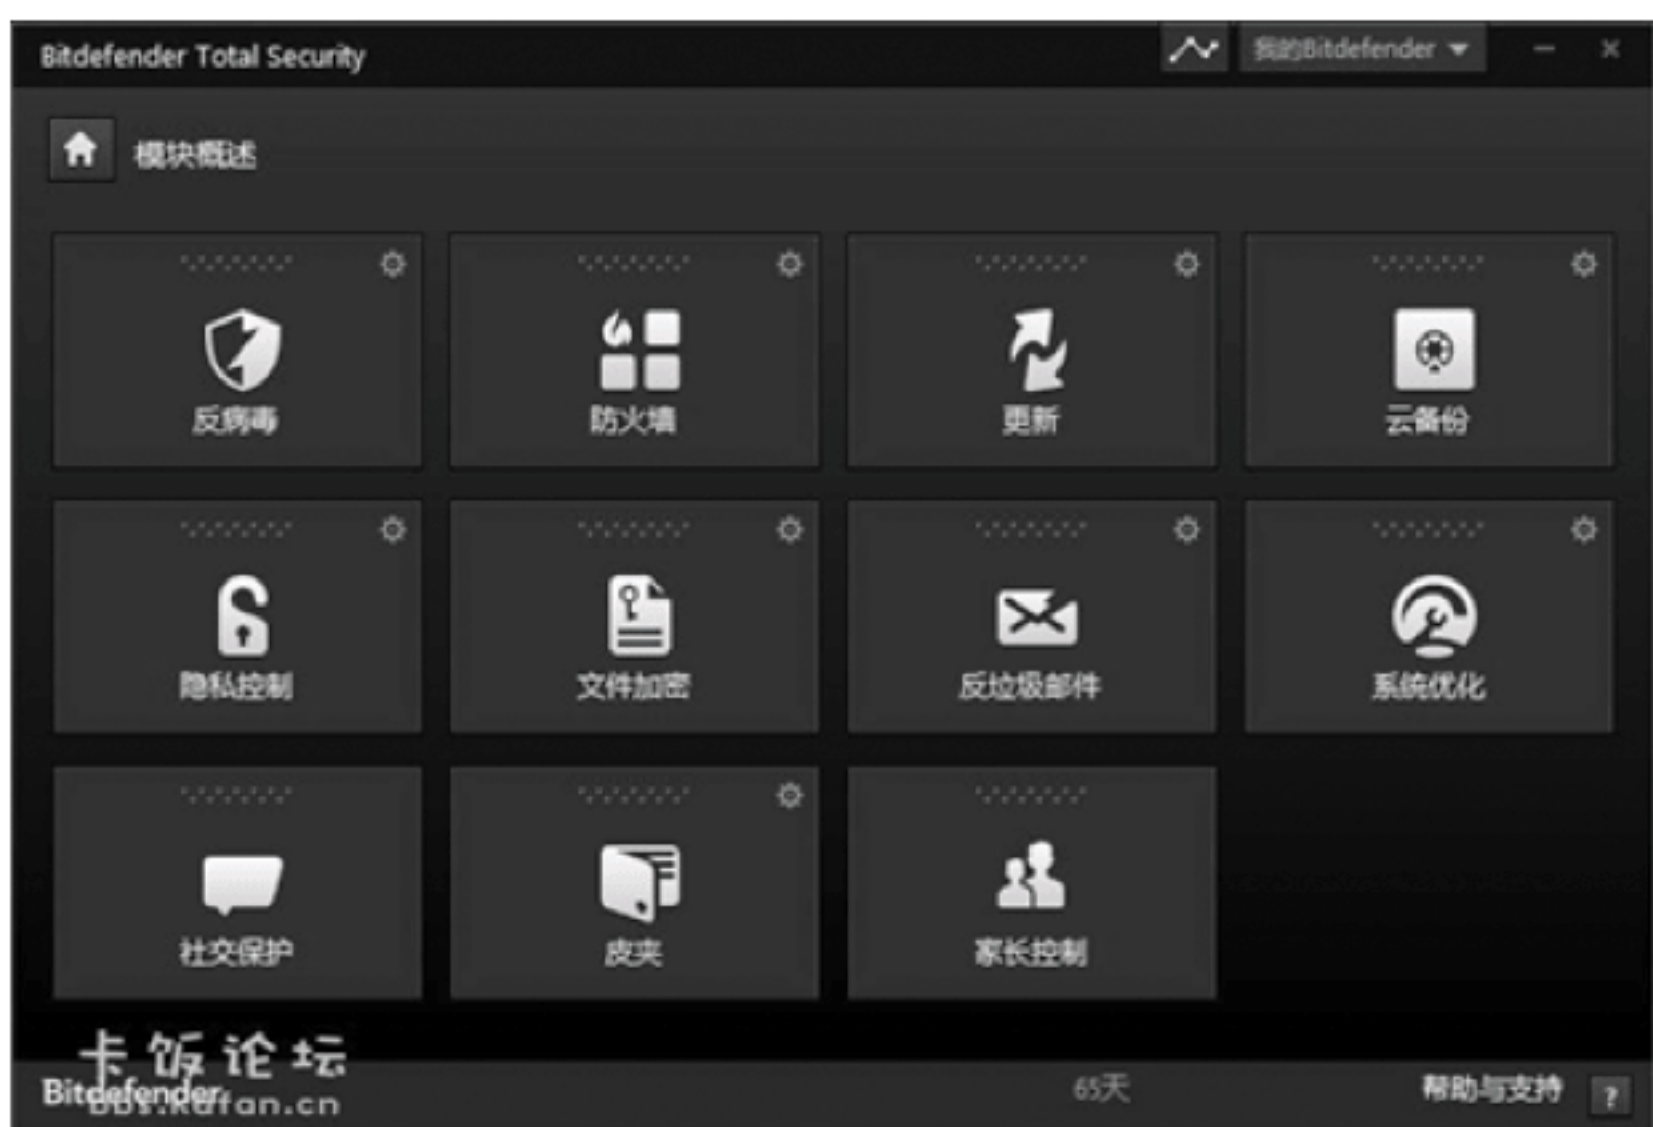 Bitdefender Total Security
我的Bitdefender
模块概述
反病毒
防火墙
更新
云备份
隐私控制
文件加密
反垃圾邮件
系统优化
社交保护
皮夹
家长控制
卡饭论坛
Bitdefender
bbs.kafan.cn
65天
帮助与支持
?